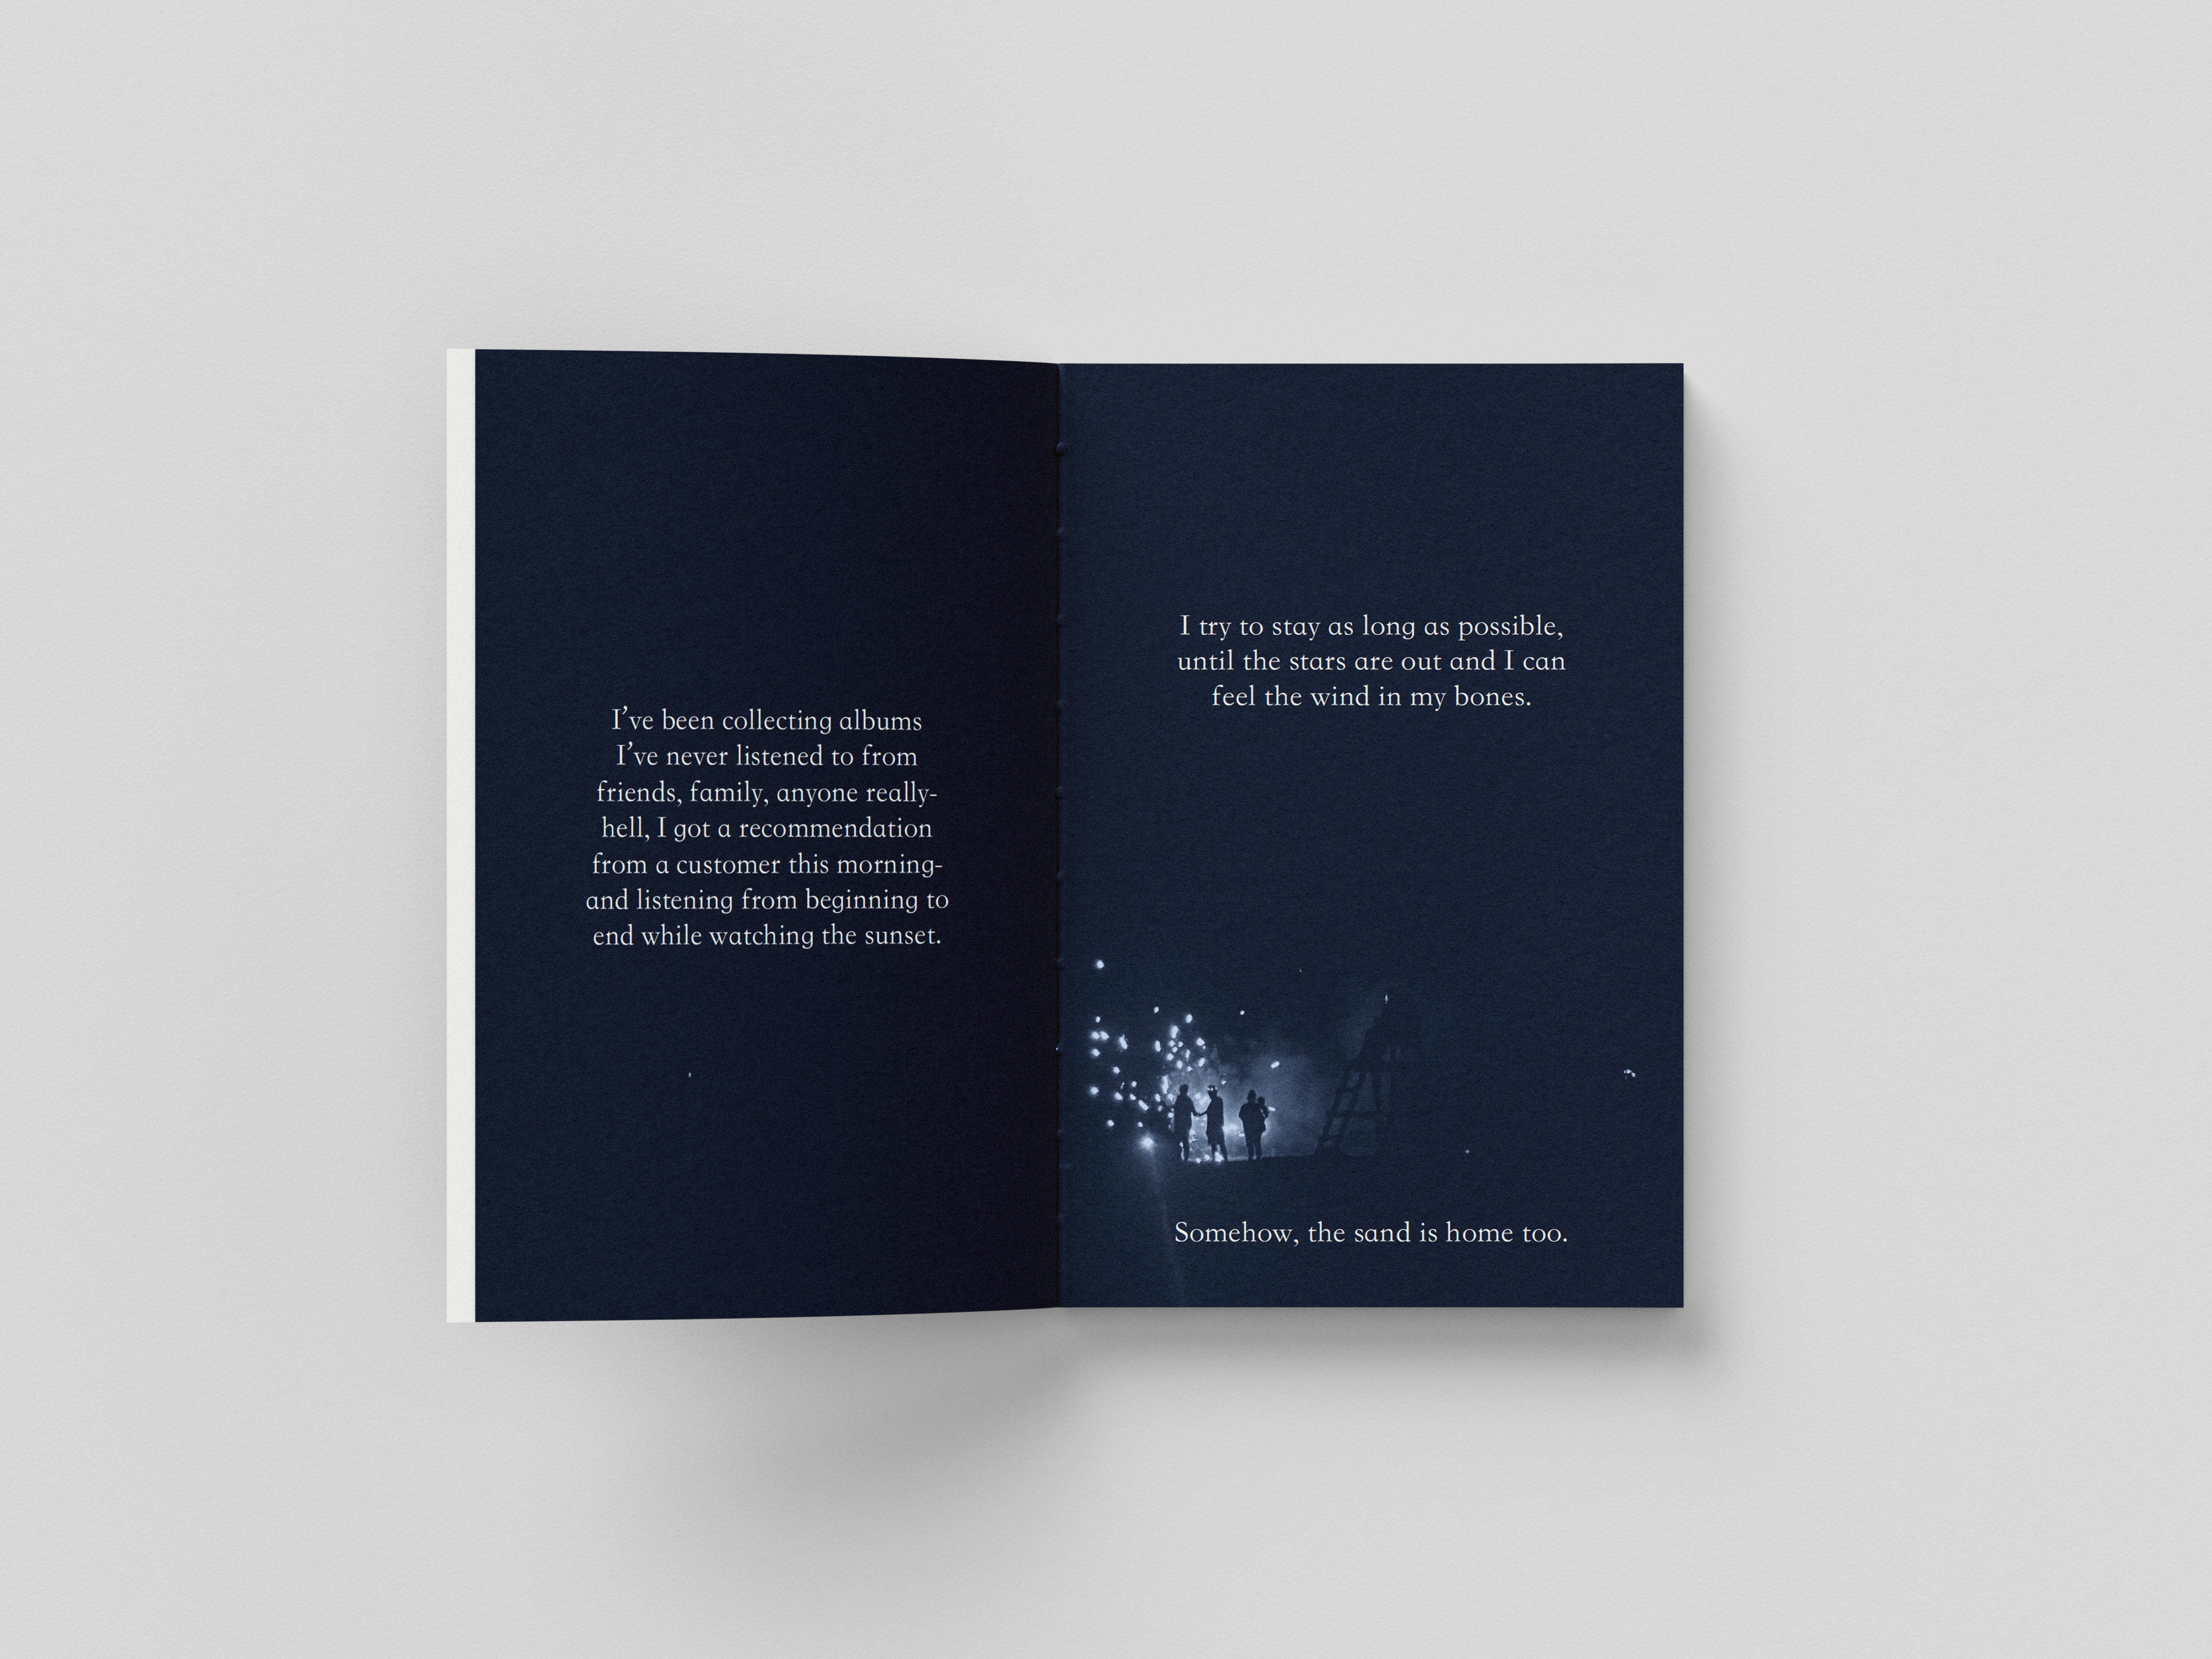 I’ve been collecting albums
I’ve never listened to from
friends, family, anyone really-
hell, I got a recommendation
from a customer this morning-
and listening from beginning to
end while watching the sunset.
I try to stay as long as possible,
until the stars are out and I can
feel the wind in my bones.
Somehow, the sand is home too.